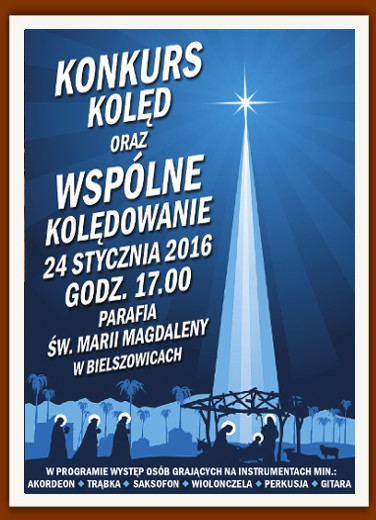 KONKURS
KOLĘD
ORAZ
WSPÓLNE
KOLĘDOWANIE
24 STYCZNIA 2016
GODZ. 17.00
PARAFIA
ŚW. MARII MAGDALENY
W BIELSZOWICACH
W PROGRAMIE WYSTĘP OSÓB GRAJĄCYCH NA INSTRUMENTACH MIN.:
AKORDEON ◆ TRĄBKA ◆ SAKSOFON ◆ WIOLONCZELA ◆ PERKUSJA ◆ GITARA